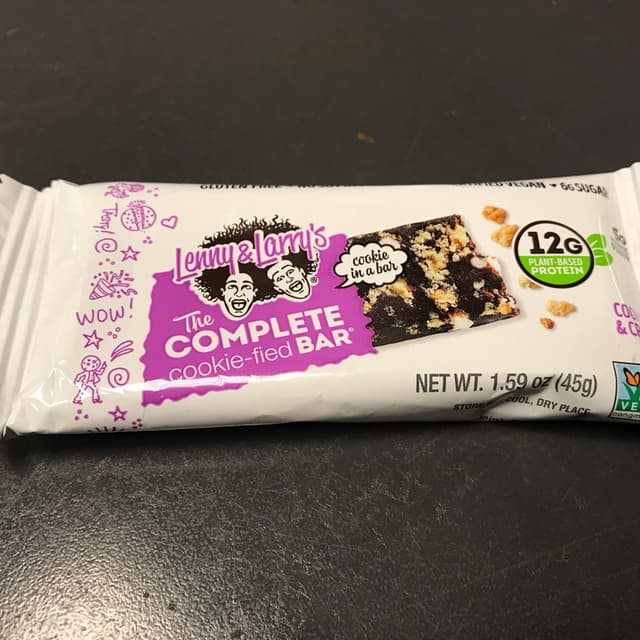 GLUTEN FREE
VEGAN • 6G SUGAR
Yay!
WOW!
Lenny & Larry's®
The
COMPLETE
cookie-fied BAR®
cookie
in a bar
12G
PLANT-BASED
PROTEIN
NET WT. 1.59 oz (45g)
COOL, DRY PLACE